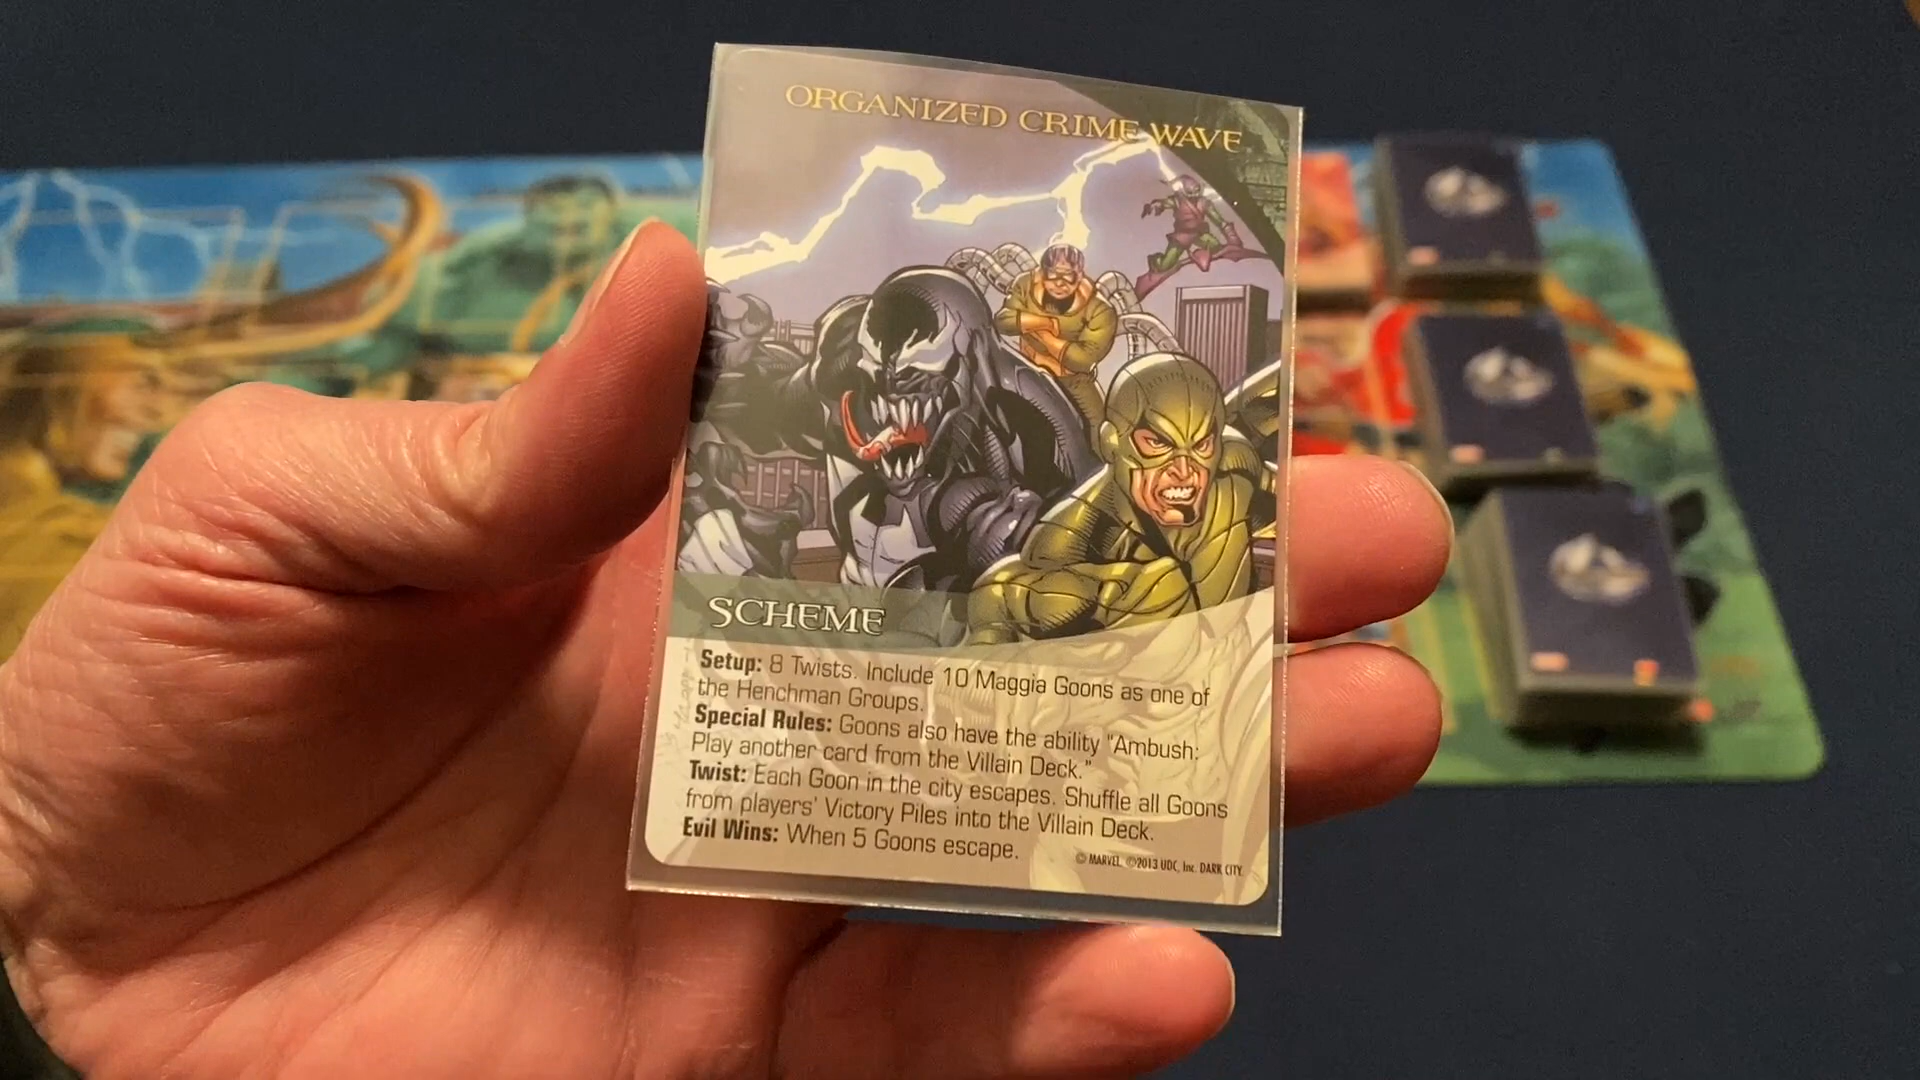 ORGANIZED CRIME WAVE
SCHEME
Setup: 8 Twists. Include 10 Maggia Goons as one of
the Henchman Groups.
Special Rules: Goons also have the ability "Ambush:
Play another card from the Villain Deck."
Twist: Each Goon in the city escapes. Shuffle all Goons
from players' Victory Piles into the Villain Deck.
Evil Wins: When 5 Goons escape.
© MARVEL ©2013 UDC, Inc. DARK CITY